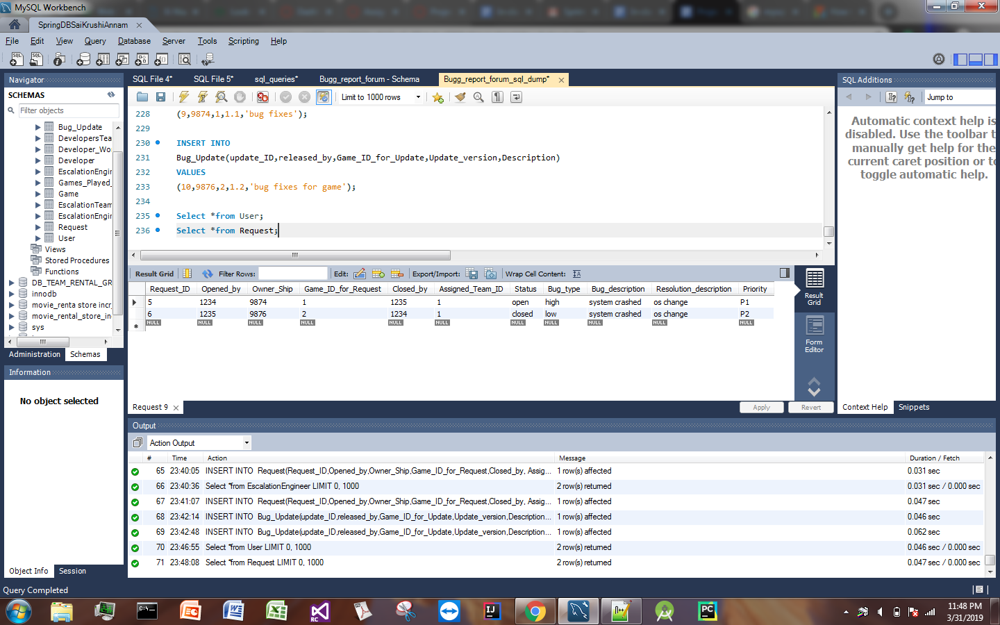 MySQL Workbench
SpringDBSaiKrushiAnnam
File Edit View Query Database Server Tools Scripting Help
Navigator
SCHEMAS
Filter objects
Bug_Update
DevelopersTea
Developer_Wo
Developer
EscalationEngir
Games_Played_
Game
EscalationTeam
EscalationEngir
Request
User
Views
Stored Procedures
Functions
DB_TEAM_RENTAL_GR
innodb
movie_renta store incr_
movie_rental_store_in
sys
Administration Schemas
Information
No object selected
Object Info Session
SQL File 4* SQL File 5* sql_queries* Bugg_report_forum - Schema Bugg_report_forum_sql_dump*
Limit to 1000 rows
228 (9,9874,1,1.1,'bug fixes');
229
230 INSERT INTO
231 Bug_Update(update_ID,released_by,Game_ID_for_Update,Update_version,Description)
232 VALUES
233 (10,9876,2,1.2,'bug fixes for game');
234
235 Select *from User;
236 Select *from Request;
Result Grid Filter Rows: Edit: Export/Import: Wrap Cell Content:
Request_ID Opened_by Owner_Ship Game_ID_for_Request Closed_by Assigned_Team_ID Status Bug_type Bug_description Resolution_description Priority
5 1234 9874 1 1235 1 open high system crashed os change P1
6 1235 9876 2 1234 1 closed low system crashed os change P2
NULL NULL NULL NULL NULL NULL NULL NULL NULL NULL NULL
Result Grid
Form Editor
Request 9
Apply Revert
SQL Additions
Jump to
Automatic context help is
disabled. Use the toolbar t
manually get help for the
current caret position or to
toggle automatic help.
Context Help Snippets
Output
Action Output
# Time Action Message Duration / Fetch
65 23:40:05 INSERT INTO Request(Request_ID,Opened_by,Owner_Ship,Game_ID_for_Request,Closed_by, Assig... 1 row(s) affected 0.031 sec
66 23:40:36 Select *from EscalationEngineer LIMIT 0, 1000 2 row(s) returned 0.031 sec / 0.000 sec
67 23:41:07 INSERT INTO Request(Request_ID,Opened_by,Owner_Ship,Game_ID_for_Request,Closed_by, Assig... 1 row(s) affected 0.047 sec
68 23:42:14 INSERT INTO Bug_Update(update_ID,released_by,Game_ID_for_Update,Update_version,Description... 1 row(s) affected 0.046 sec
69 23:42:48 INSERT INTO Bug_Update(update_ID,released_by,Game_ID_for_Update,Update_version,Description... 1 row(s) affected 0.062 sec
70 23:46:55 Select *from User LIMIT 0, 1000 2 row(s) returned 0.046 sec / 0.000 sec
71 23:48:08 Select *from Request LIMIT 0, 1000 2 row(s) returned 0.047 sec / 0.000 sec
Query Completed
11:48 PM
3/31/2019